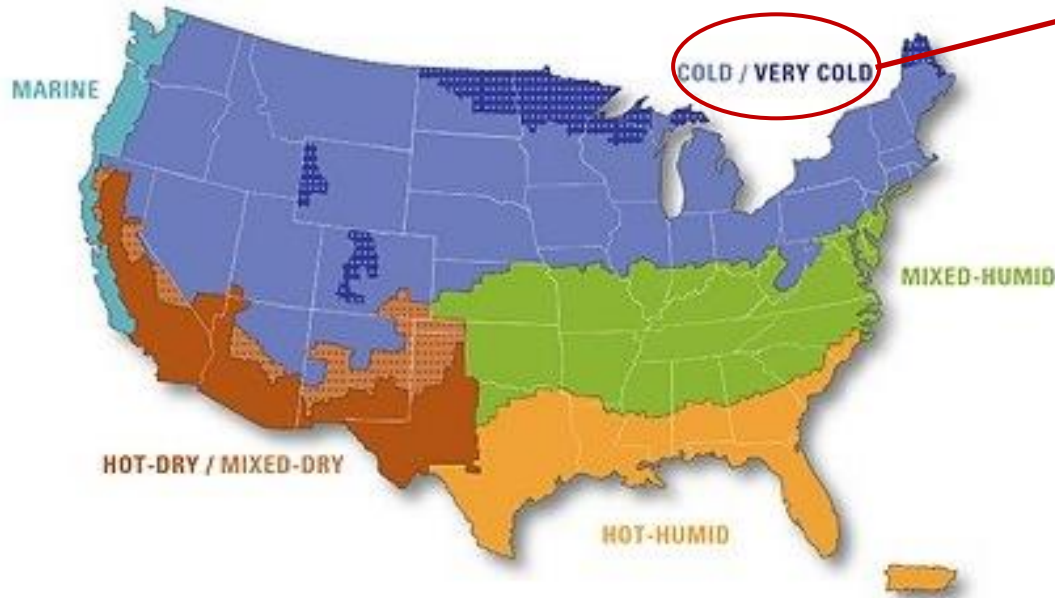 COLD / VERY COLD
MARINE
MIXED-HUMID
HOT-DRY / MIXED-DRY
HOT-HUMID